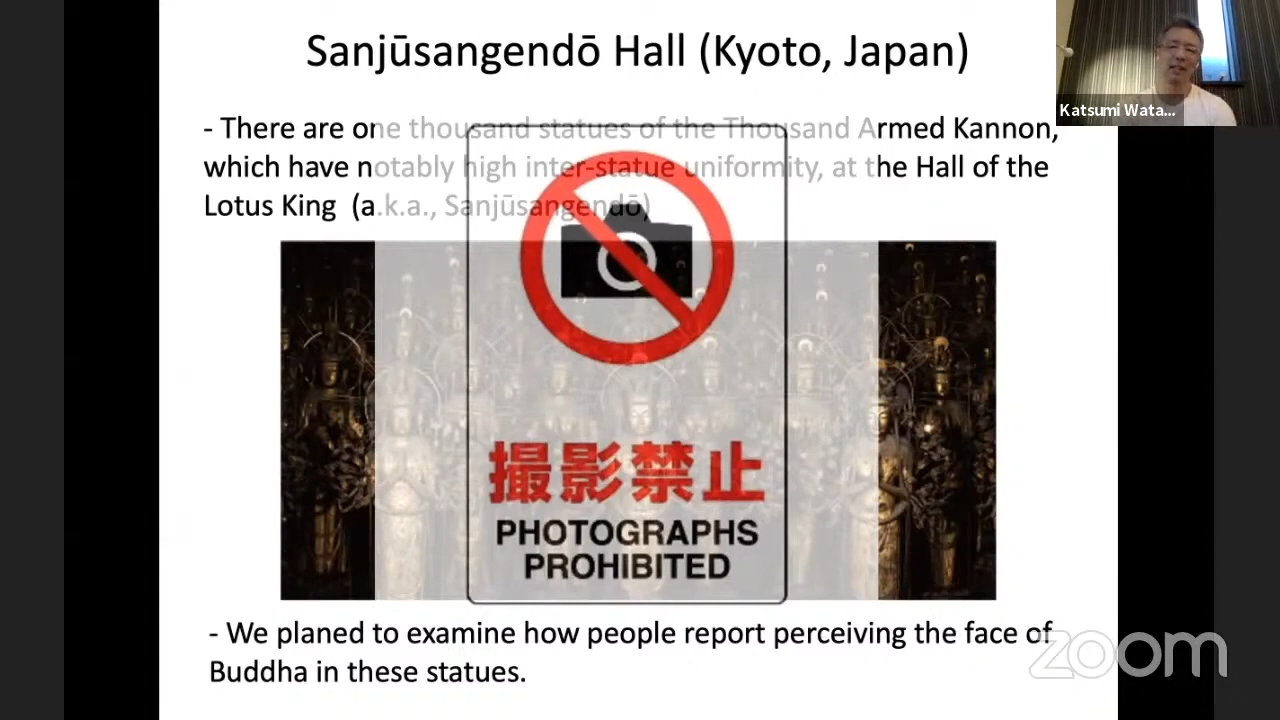 Sanjūsangendō Hall (Kyoto, Japan)
Katsumi Wata...
- There are one thousand statues of the Thousand Armed Kannon,
which have notably high inter-statue uniformity, at the Hall of the
Lotus King (a.k.a., Sanjūsangendō)
撮影禁止
PHOTOGRAPHS
PROHIBITED
- We planed to examine how people report perceiving the face of
Buddha in these statues.
zoom